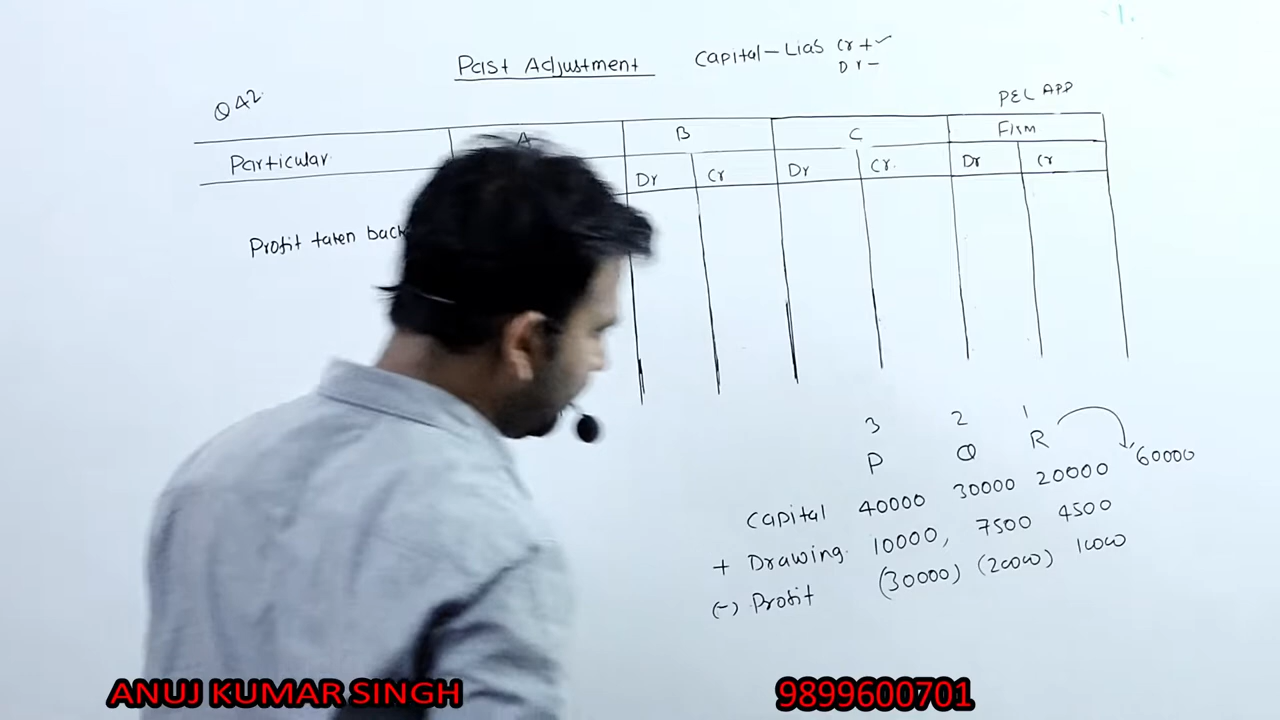 Past Adjustment
Capital - Liab Cr + ✓
Dr -
Q 42
PEL APP
Particular A B C Firm
Dr Cr Dr Cr. Dr Cr
Profit taken back
3 2 1
P Q R
Capital 40000 30000 20000 60000
+ Drawing. 10000, 7500 4500
(-) Profit (30000) (20000) 10000
ANUJ KUMAR SINGH 9899600701